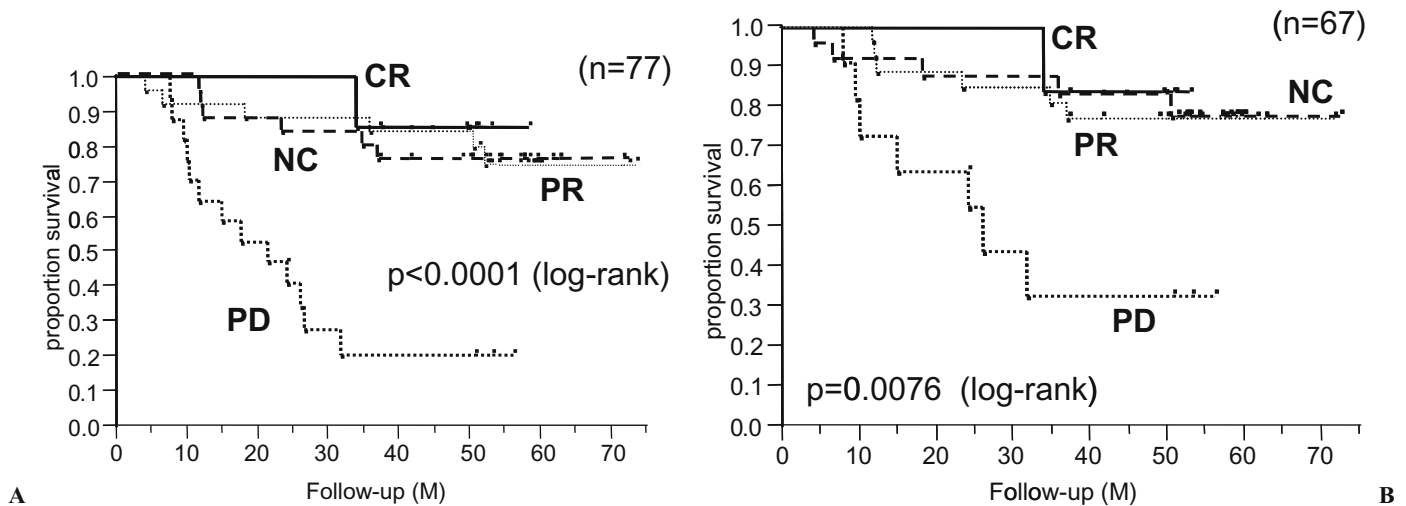 (n=77)
CR
NC
PR
PD
p<0.0001 (log-rank)
proportion survival
1.0
0.9
0.8
0.7
0.6
0.5
0.4
0.3
0.2
0.1
0.0
0 10 20 30 40 50 60 70
Follow-up (M)
A
(n=67)
CR
NC
PR
PD
p=0.0076 (log-rank)
proportion survival
1.0
0.9
0.8
0.7
0.6
0.5
0.4
0.3
0.2
0.1
0.0
0 10 20 30 40 50 60 70
Follow-up (M)
B